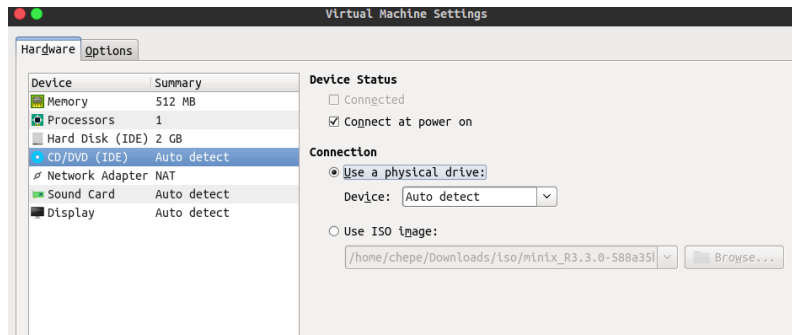 Virtual Machine Settings
Hardware Options
Device Summary
Memory 512 MB
Processors 1
Hard Disk (IDE) 2 GB
CD/DVD (IDE) Auto detect
Network Adapter NAT
Sound Card Auto detect
Display Auto detect
Device Status
Connected
Connect at power on
Connection
Use a physical drive:
Device: Auto detect
Use ISO image:
/home/chepe/Downloads/iso/minix_R3.3.0-588a35 Browse...